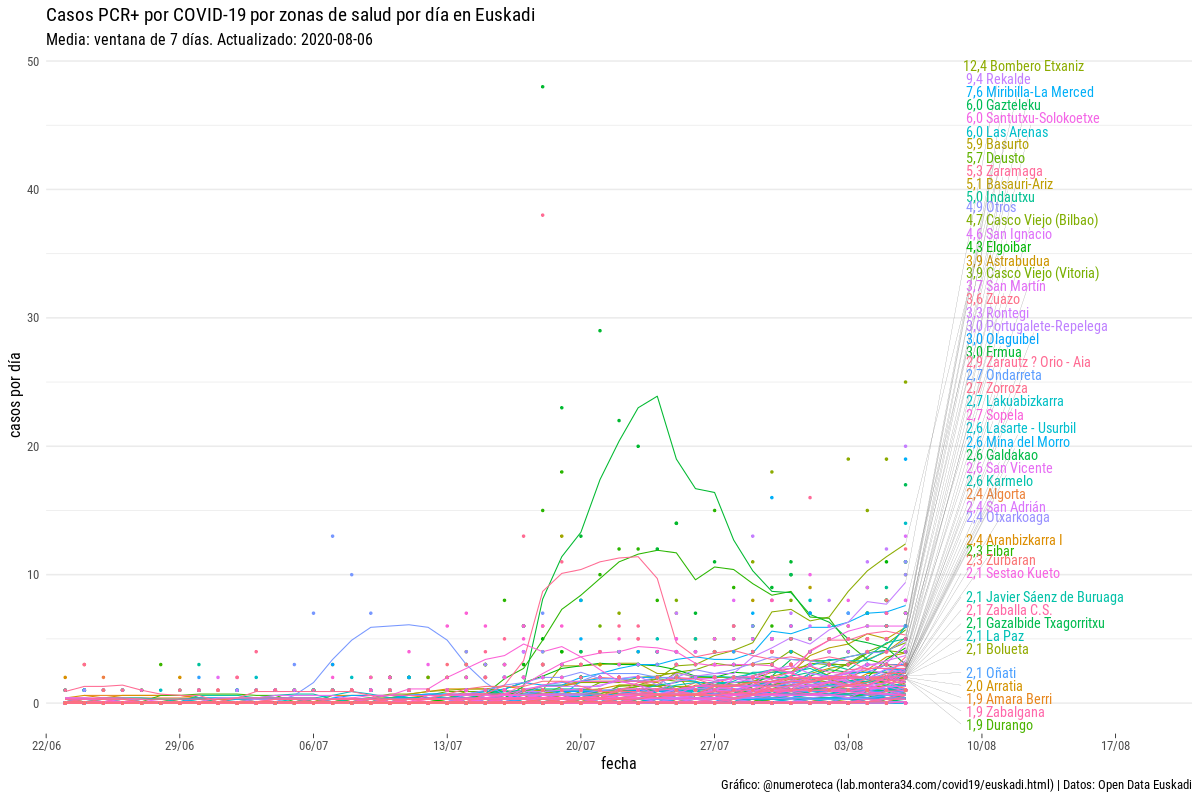 Casos PCR+ por COVID-19 por zonas de salud por día en Euskadi
Media: ventana de 7 días. Actualizado: 2020-08-06
50
40
30
20
10
0
casos por día
22/06
29/06
06/07
13/07
20/07
27/07
03/08
10/08
17/08
fecha
12,4 Bombero Etxaniz
9,4 Rekalde
7,6 Miribilla-La Merced
6,0 Gazteleku
6,0 Santutxu-Solokoetxe
6,0 Las Arenas
5,9 Basurto
5,7 Deusto
5,3 Zaramaga
5,1 Basauri-Ariz
5,0 Indautxu
4,9 Otros
4,7 Casco Viejo (Bilbao)
4,6 San Ignacio
4,3 Elgoibar
3,9 Astrabudua
3,9 Casco Viejo (Vitoria)
3,7 San Martín
3,6 Zuazo
3,3 Rontegi
3,0 Portugalete-Repelega
3,0 Olaguibel
3,0 Ermua
2,9 Zarautz ? Orio - Aia
2,7 Ondarreta
2,7 Zorroza
2,7 Lakuabizkarra
2,7 Sopela
2,6 Lasarte - Usurbil
2,6 Mina del Morro
2,6 Galdakao
2,6 San Vicente
2,6 Karmelo
2,4 Algorta
2,4 San Adrián
2,4 Otxarkoaga
2,4 Aranbizkarra I
2,3 Eibar
2,3 Zurbaran
2,1 Sestao Kueto
2,1 Javier Sáenz de Buruaga
2,1 Zaballa C.S.
2,1 Gazalbide Txagorritxu
2,1 La Paz
2,1 Bolueta
2,1 Oñati
2,0 Arratia
1,9 Amara Berri
1,9 Zabalgana
1,9 Durango
Gráfico: @numeroteca (lab.montera34.com/covid19/euskadi.html) | Datos: Open Data Euskadi